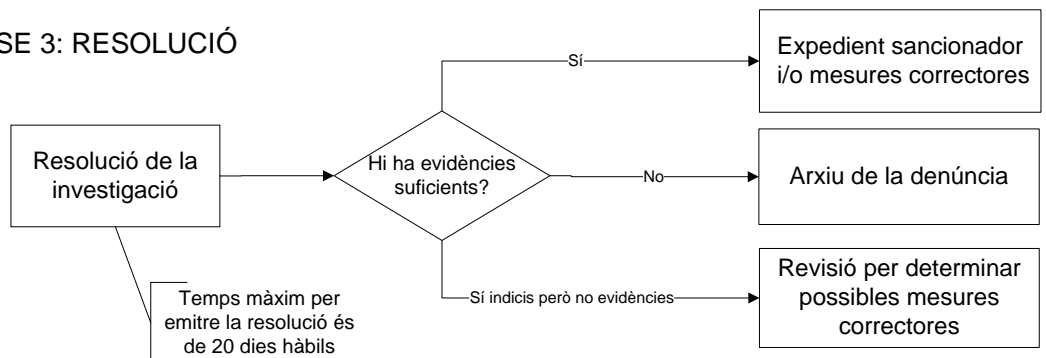 SE 3: RESOLUCIÓ
Expedient sancionador
i/o mesures correctores
Sí
Resolució de la
investigació
Hi ha evidències
suficients?
No
Arxiu de la denúncia
Sí indicis però no evidències
Revisió per determinar
possibles mesures
correctores
Temps màxim per
emitre la resolució és
de 20 dies hàbils